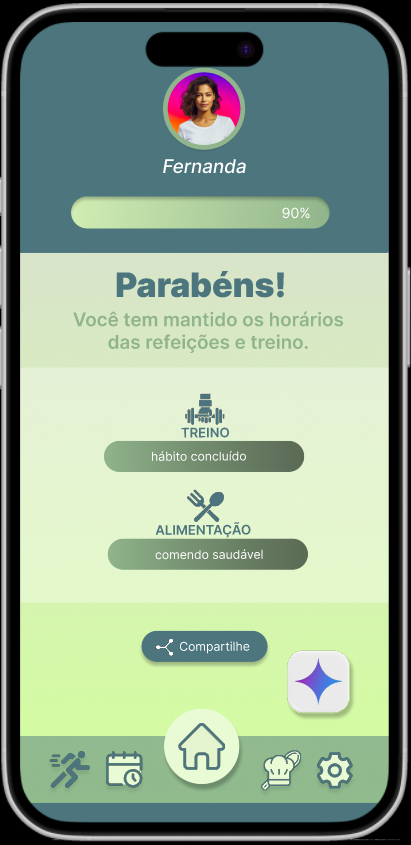 Fernanda
90%
Parabéns!
Você tem mantido os horários
das refeições e treino.
TREINO
hábito concluído
ALIMENTAÇÃO
comendo saudável
Compartilhe